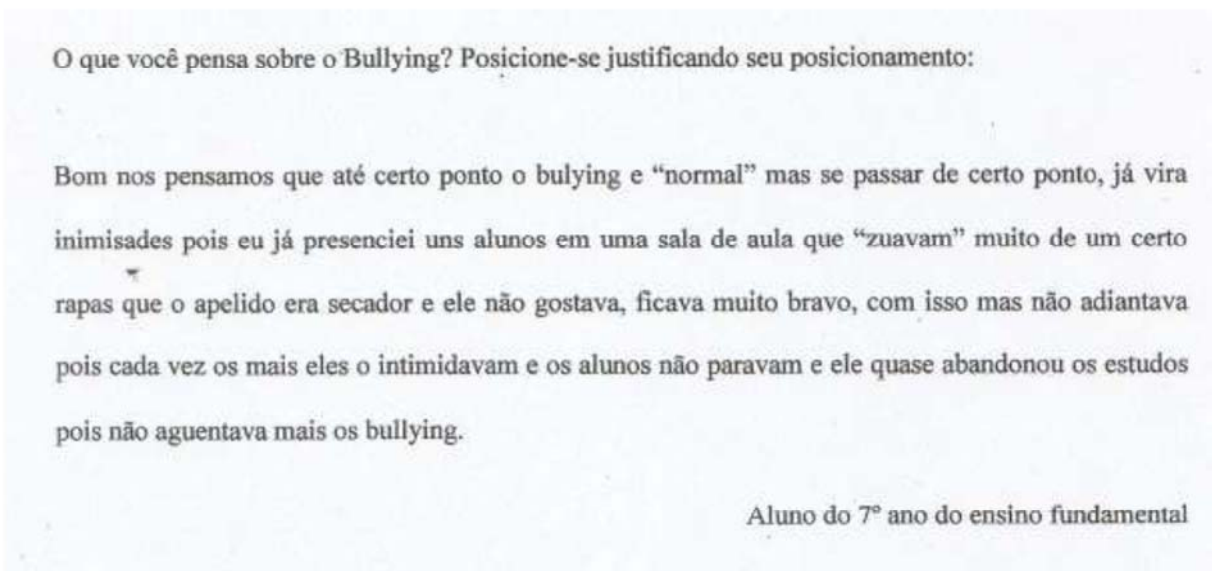 O que você pensa sobre o Bullying? Posicione-se justificando seu posicionamento:
Bom nos pensamos que até certo ponto o bulying e “normal” mas se passar de certo ponto, já vira
inimisades pois eu já presenciei uns alunos em uma sala de aula que “zuavam” muito de um certo
rapas que o apelido era secador e ele não gostava, ficava muito bravo, com isso mas não adiantava
pois cada vez os mais eles o intimidavam e os alunos não paravam e ele quase abandonou os estudos
pois não aguentava mais os bullying.
Aluno do 7º ano do ensino fundamental